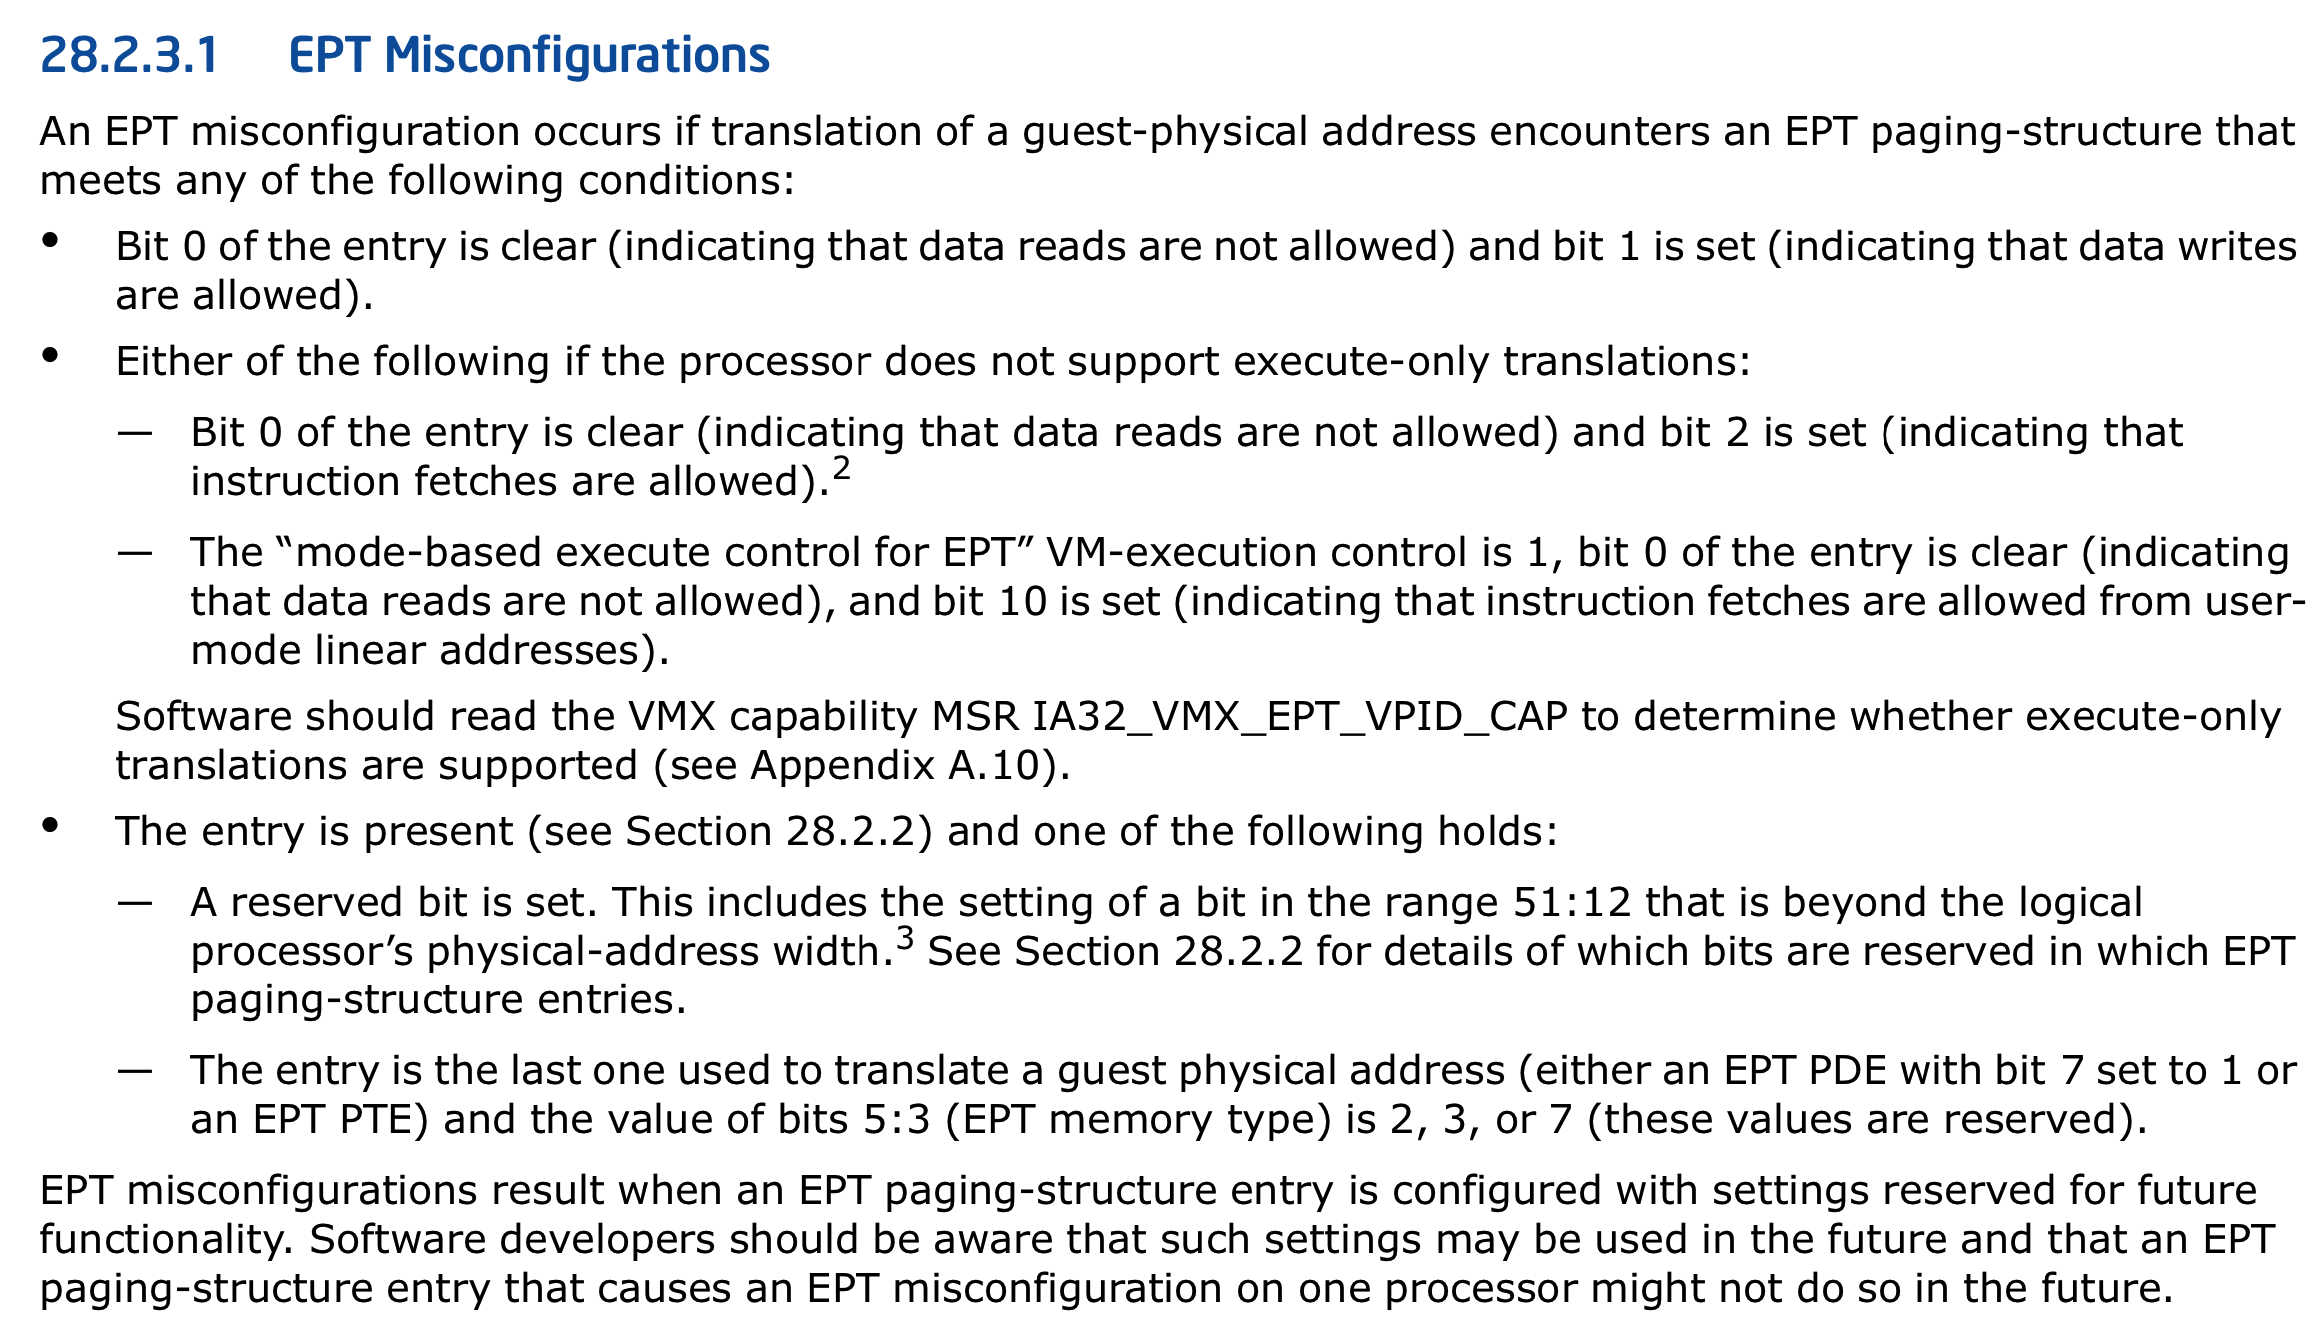 28.2.3.1 EPT Misconfigurations
An EPT misconfiguration occurs if translation of a guest-physical address encounters an EPT paging-structure that
meets any of the following conditions:
• Bit 0 of the entry is clear (indicating that data reads are not allowed) and bit 1 is set (indicating that data writes
are allowed).
• Either of the following if the processor does not support execute-only translations:
— Bit 0 of the entry is clear (indicating that data reads are not allowed) and bit 2 is set (indicating that
instruction fetches are allowed).2
— The “mode-based execute control for EPT” VM-execution control is 1, bit 0 of the entry is clear (indicating
that data reads are not allowed), and bit 10 is set (indicating that instruction fetches are allowed from user-
mode linear addresses).
Software should read the VMX capability MSR IA32_VMX_EPT_VPID_CAP to determine whether execute-only
translations are supported (see Appendix A.10).
• The entry is present (see Section 28.2.2) and one of the following holds:
— A reserved bit is set. This includes the setting of a bit in the range 51:12 that is beyond the logical
processor’s physical-address width.3 See Section 28.2.2 for details of which bits are reserved in which EPT
paging-structure entries.
— The entry is the last one used to translate a guest physical address (either an EPT PDE with bit 7 set to 1 or
an EPT PTE) and the value of bits 5:3 (EPT memory type) is 2, 3, or 7 (these values are reserved).
EPT misconfigurations result when an EPT paging-structure entry is configured with settings reserved for future
functionality. Software developers should be aware that such settings may be used in the future and that an EPT
paging-structure entry that causes an EPT misconfiguration on one processor might not do so in the future.